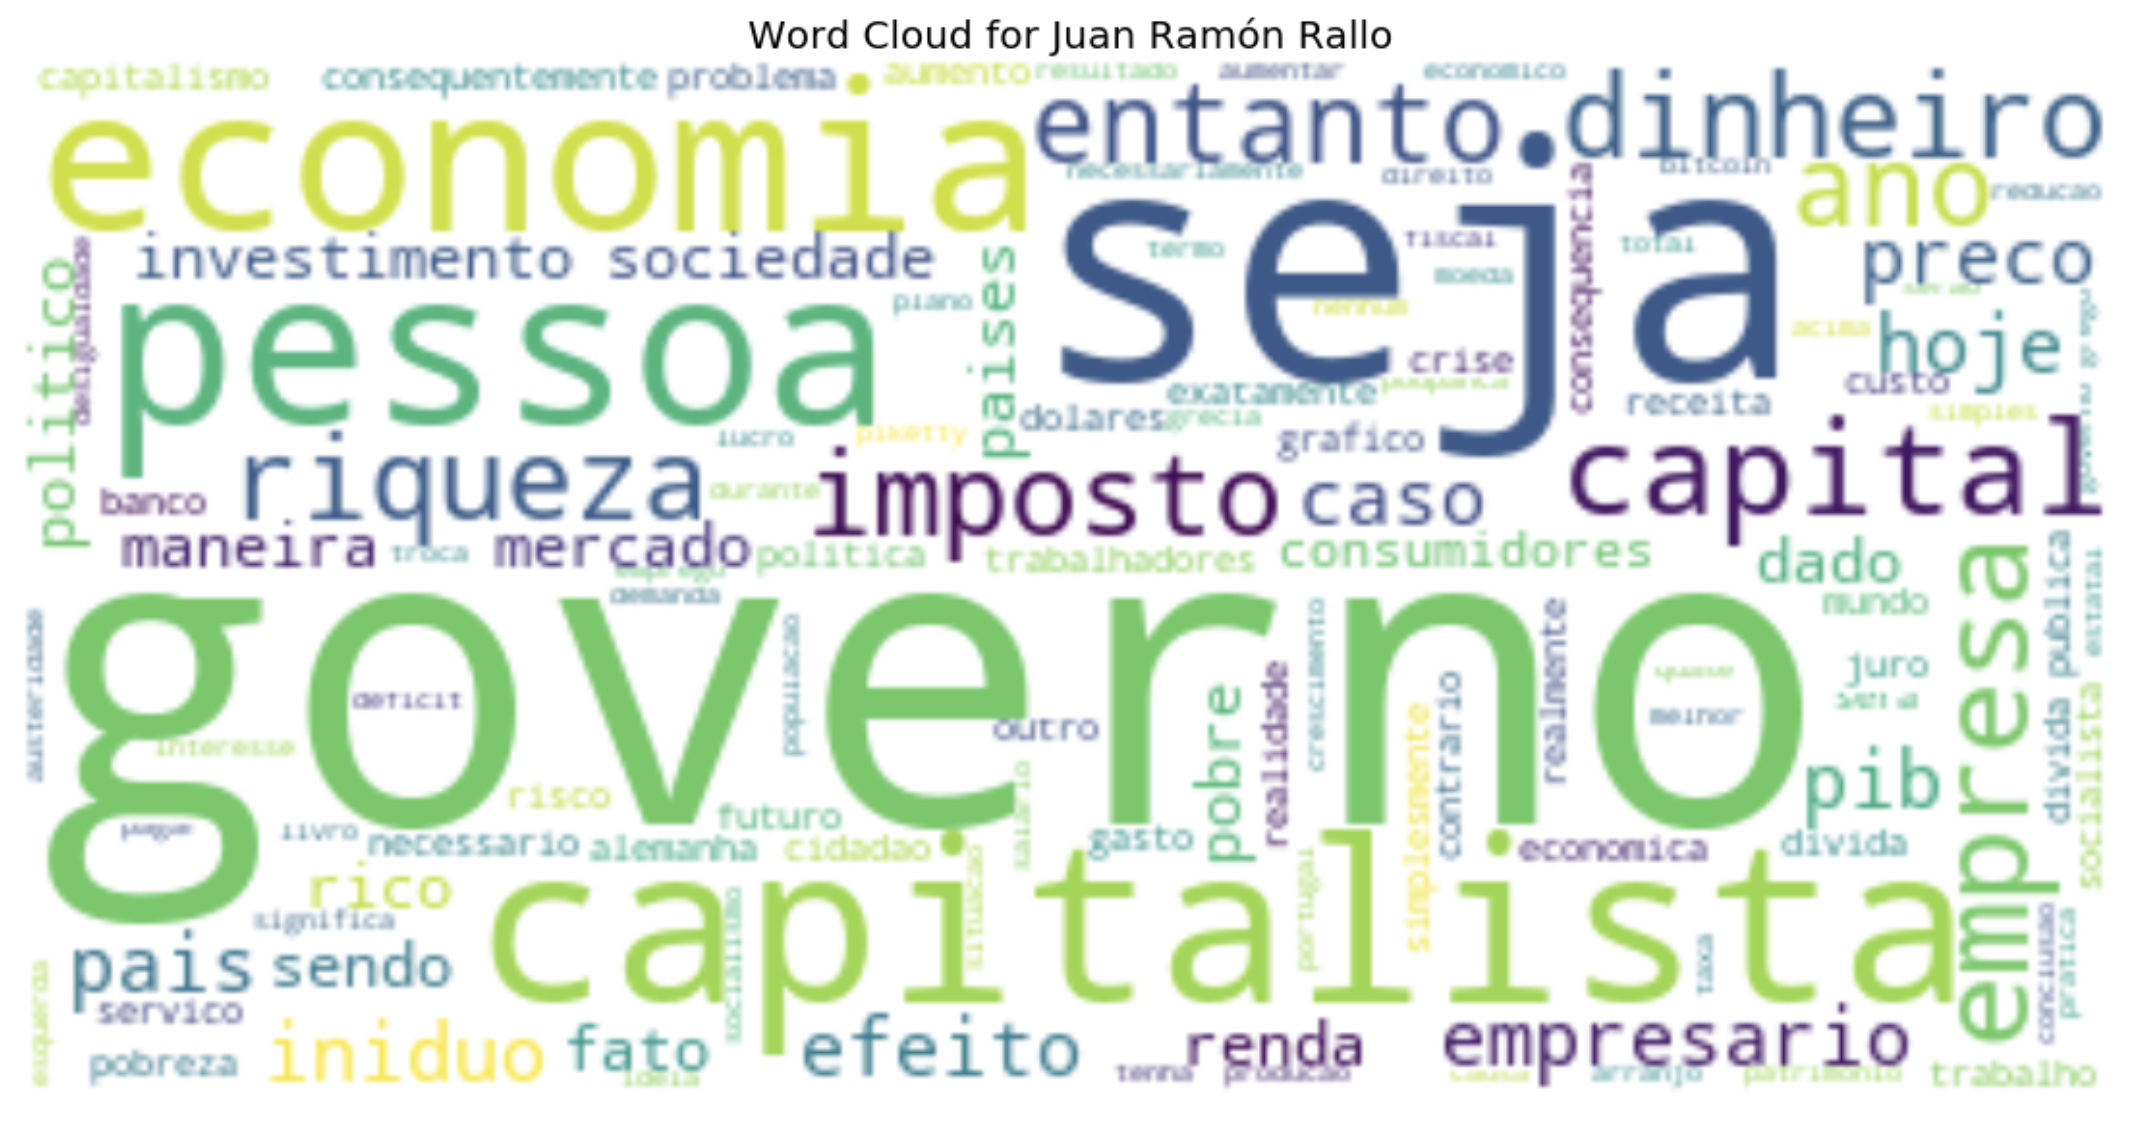 Word Cloud for Juan Ramón Rallo
capitalismo consequentemente problema aumento resultado aumentar economico
economia entanto dinheiro
necessariamente direito bitcoin
seja consequencia ano reducao
investimento sociedade termo fiscal total preco
politico desigualdade paises moeda
pessoa plano nenhum acima hoje
crise custo
exatamente
dolares grecia receita simples
lucro piketty grafico
riqueza imposto caso capital
banco durante
maneira troca mercado politica trabalhadores consumidores dado
emprego demanda mundo
governo empresa divida publica estatal
austeridade populacao crescimento realmente
pobre realidade contrario juro
deficit outro melhor
interesse simplesmente socialista
risco futuro salario pib
livro necessario alemanha cidadao gasto economica divida
rico capitalista
significa socialismo situacao portugal taxa conclusao pratica
pais sendo
servico esquerda
iniduo fato efeito renda empresario
pobreza ideia tenha producao arranjo patrimonio trabalho